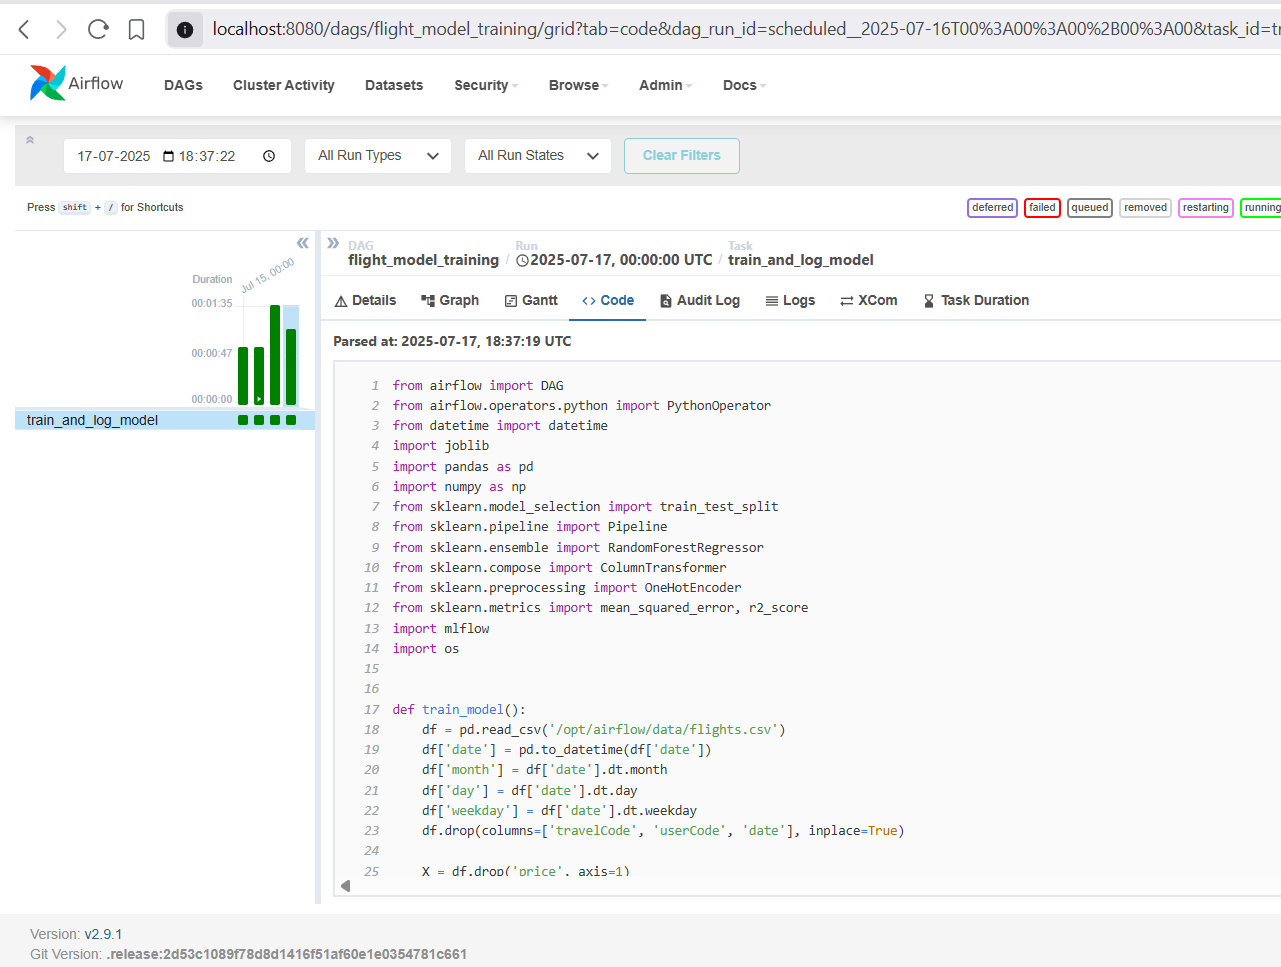 localhost:8080/dags/flight_model_training/grid?tab=code&dag_run_id=scheduled__2025-07-16T00%3A00%3A00%2B00%3A00&task_id=tr
Airflow
DAGs
Cluster Activity
Datasets
Security
Browse
Admin
Docs
17-07-2025 18:37:22
All Run Types
All Run States
Clear Filters
Press shift + / for Shortcuts
deferred
failed
queued
removed
restarting
running
Duration
Jul 15, 00:00
00:01:35
00:00:47
00:00:00
train_and_log_model
DAG
flight_model_training
/
Run
2025-07-17, 00:00:00 UTC
/
Task
train_and_log_model
Details
Graph
Gantt
Code
Audit Log
Logs
XCom
Task Duration
Parsed at: 2025-07-17, 18:37:19 UTC
1 from airflow import DAG
2 from airflow.operators.python import PythonOperator
3 from datetime import datetime
4 import joblib
5 import pandas as pd
6 import numpy as np
7 from sklearn.model_selection import train_test_split
8 from sklearn.pipeline import Pipeline
9 from sklearn.ensemble import RandomForestRegressor
10 from sklearn.compose import ColumnTransformer
11 from sklearn.preprocessing import OneHotEncoder
12 from sklearn.metrics import mean_squared_error, r2_score
13 import mlflow
14 import os
15
16
17 def train_model():
18     df = pd.read_csv('/opt/airflow/data/flights.csv')
19     df['date'] = pd.to_datetime(df['date'])
20     df['month'] = df['date'].dt.month
21     df['day'] = df['date'].dt.day
22     df['weekday'] = df['date'].dt.weekday
23     df.drop(columns=['travelCode', 'userCode', 'date'], inplace=True)
24
25     X = df.drop('price', axis=1)
Version: v2.9.1
Git Version: .release:2d53c1089f78d8d1416f51af60e1e0354781c661